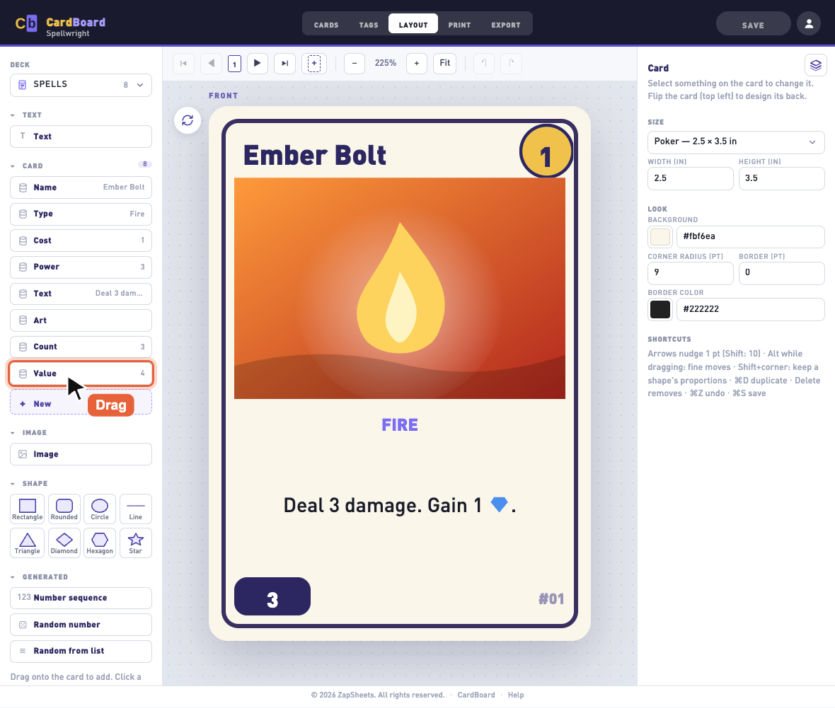 Cb CardBoard
Spellwright
CARDS TAGS LAYOUT PRINT EXPORT
SAVE
DECK
SPELLS 8
TEXT
T Text
CARD 8
Name Ember Bolt
Type Fire
Cost 1
Power 3
Text Deal 3 dam...
Art
Count 3
Value 4
Drag
+ New
IMAGE
Image
SHAPE
Rectangle Rounded Circle Line
Triangle Diamond Hexagon Star
GENERATED
123 Number sequence
Random number
Random from list
Drag onto the card to add. Click a
1
− 225% + Fit
FRONT
Ember Bolt
1
FIRE
Deal 3 damage. Gain 1 .
3
#01
Card
Select something on the card to change it.
Flip the card (top left) to design its back.
SIZE
Poker — 2.5 × 3.5 in
WIDTH (IN) HEIGHT (IN)
2.5 3.5
LOOK
BACKGROUND
#fbf6ea
CORNER RADIUS (PT) BORDER (PT)
9 0
BORDER COLOR
#222222
SHORTCUTS
Arrows nudge 1 pt (Shift: 10) · Alt while
dragging: fine moves · Shift+corner: keep a
shape's proportions · ⌘D duplicate · Delete
removes · ⌘Z undo · ⌘S save
© 2026 ZapSheets. All rights reserved. · CardBoard · Help